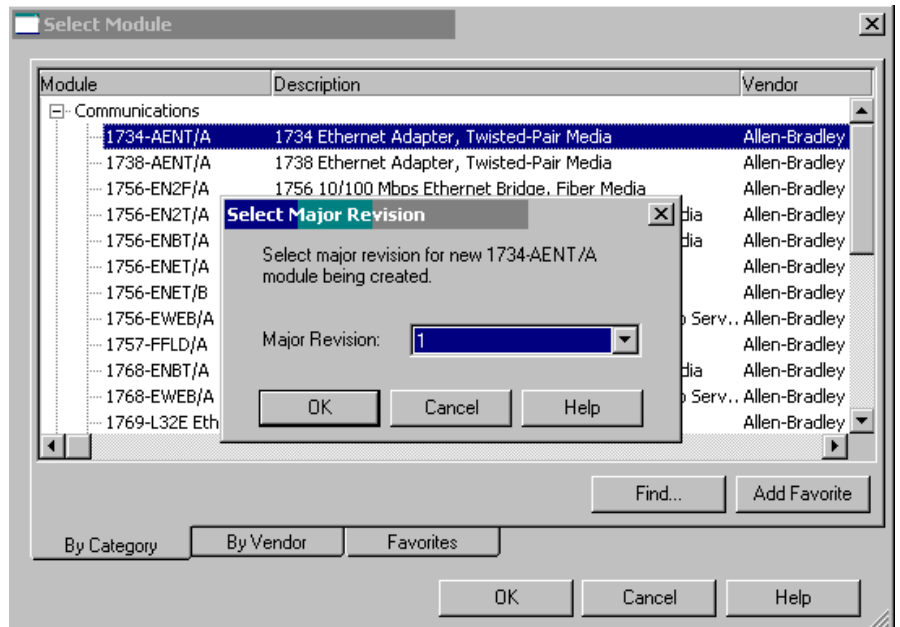 Select Module
Module Description Vendor
Communications
1734-AENT/A 1734 Ethernet Adapter, Twisted-Pair Media Allen-Bradley
1738-AENT/A 1738 Ethernet Adapter, Twisted-Pair Media Allen-Bradley
1756-EN2F/A 1756 10/100 Mbps Ethernet Bridge, Fiber Media Allen-Bradley
1756-EN2T/A dia Allen-Bradley
1756-ENBT/A dia Allen-Bradley
1756-ENET/A Allen-Bradley
1756-ENET/B Allen-Bradley
1756-EWEB/A Serv.. Allen-Bradley
1757-FFLD/A Allen-Bradley
1768-ENBT/A dia Allen-Bradley
1768-EWEB/A Serv.. Allen-Bradley
1769-L32E Eth Allen-Bradley
Select Major Revision
Select major revision for new 1734-AENT/A
module being created.
Major Revision: 1
OK Cancel Help
Find... Add Favorite
By Category By Vendor Favorites
OK Cancel Help